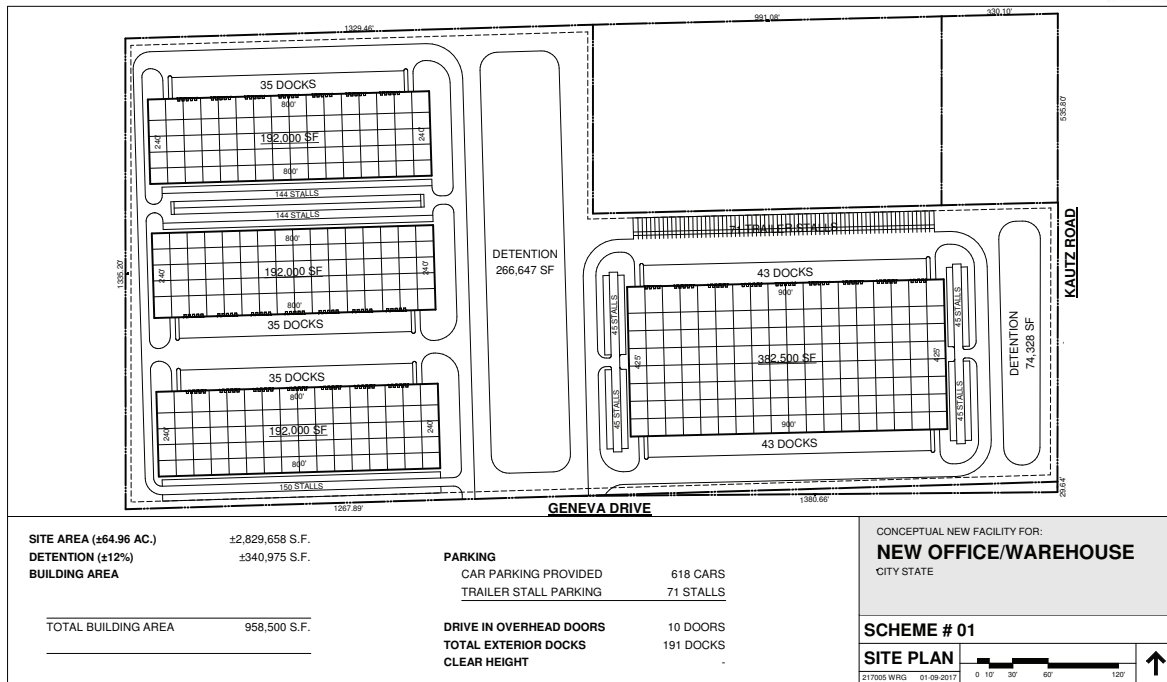 1329.46'
991.08'
330.10'
35 DOCKS
800'
240'
192,000 SF
240'
800'
144 STALLS
144 STALLS
800'
240'
192,000 SF
240'
800'
35 DOCKS
35 DOCKS
800'
240'
192,000 SF
240'
800'
150 STALLS
1335.20'
1267.89'
DETENTION
266,647 SF
71 TRAILER STALLS
43 DOCKS
900'
45 STALLS
45 STALLS
425'
382,500 SF
425'
45 STALLS
45 STALLS
900'
43 DOCKS
DETENTION
74,328 SF
535.80'
KAUTZ ROAD
29.64'
1380.66'
GENEVA DRIVE
SITE AREA (±64.96 AC.) ±2,829,658 S.F.
DETENTION (±12%) ±340,975 S.F.
BUILDING AREA
TOTAL BUILDING AREA 958,500 S.F.
PARKING
CAR PARKING PROVIDED 618 CARS
TRAILER STALL PARKING 71 STALLS
DRIVE IN OVERHEAD DOORS 10 DOORS
TOTAL EXTERIOR DOCKS 191 DOCKS
CLEAR HEIGHT -
CONCEPTUAL NEW FACILITY FOR:
NEW OFFICE/WAREHOUSE
CITY STATE
SCHEME # 01
SITE PLAN
217005 WRG 01-09-2017
0 10' 30' 60' 120'